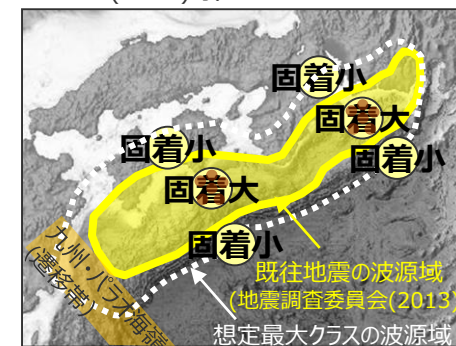 固着小
固着大
固着小
固着小
固着大
固着小
九州・パラオ海嶺
(遷移帯)
既往地震の波源域
(地震調査委員会(2013)
想定最大クラスの波源域